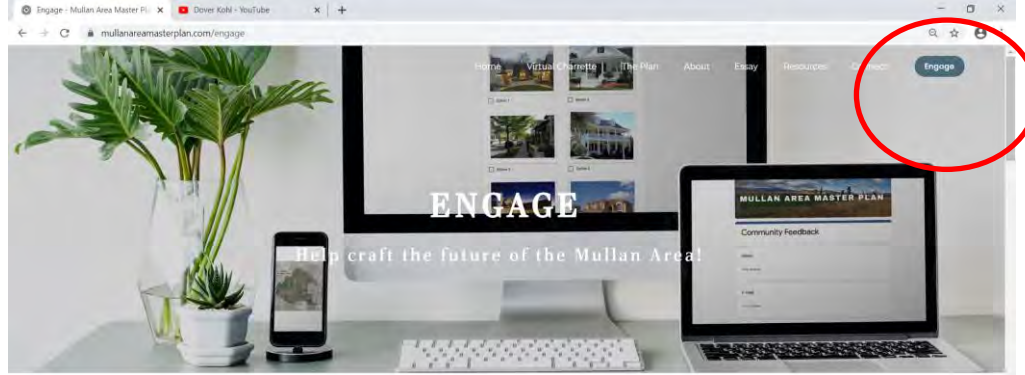 Engage - Mullan Area Master Pl
Dover Kohl - YouTube
mullanareamasterplan.com/engage
Home Virtual Charrette The Plan About Essay Resources Connect Engage
ENGAGE
Help craft the future of the Mullan Area!
MULLAN AREA MASTER PLAN
Community Feedback